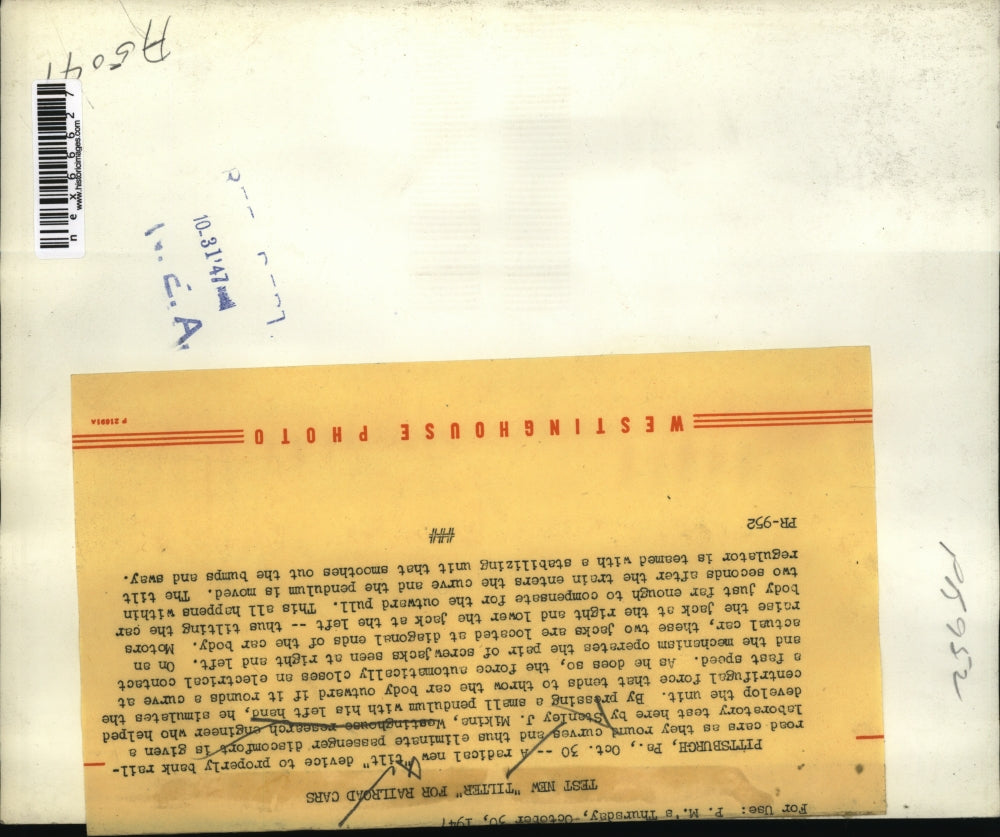 A5041
nex66627
www.historicimages.com
N.E.A.
10-31'47
For Use: P. M.'s Thursday, October 30, 1947
TEST NEW "TILTER" FOR RAILROAD CARS
PITTSBURGH, Pa., Oct. 30 -- A radical new "tilt" device to properly bank rail-
road cars as they round curves and thus eliminate passenger discomfort is given a
laboratory test here by Stanley J. Mikina, Westinghouse research engineer who helped
develop the unit. By pressing a small pendulum with his left hand, he simulates the
centrifugal force that tends to throw the car body outward if it rounds a curve at
a fast speed. As he does so, the force automatically closes an electrical contact
and the mechanism operates the pair of screwjacks seen at right and left. On an
actual car, these two jacks are located at diagonal ends of the car body. Motors
raise the jack at the right and lower the jack at the left -- thus tilting the car
body just far enough to compensate for the outward pull. This all happens within
two seconds after the train enters the curve and the pendulum is moved. The tilt
regulator is teamed with a stabilizing unit that smoothes out the bumps and sway.
###
PR-952
WESTINGHOUSE PHOTO
P 21091A